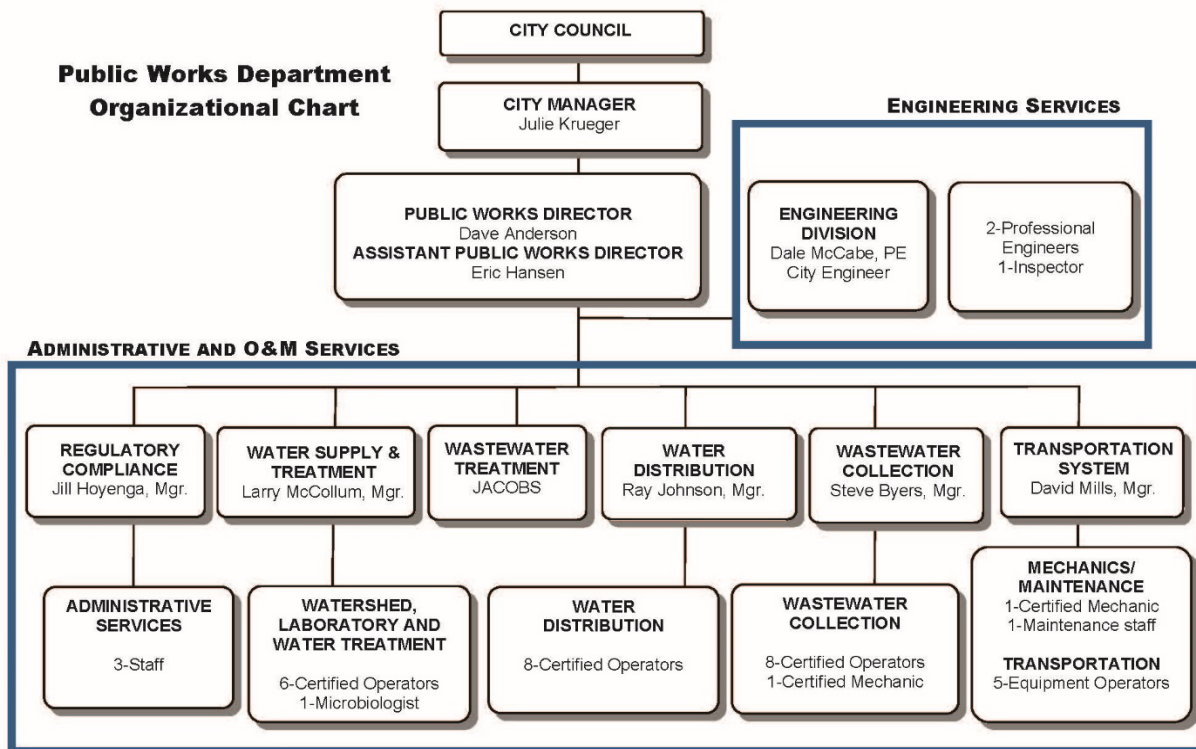 CITY COUNCIL
Public Works Department
Organizational Chart
CITY MANAGER
Julie Krueger
ENGINEERING SERVICES
PUBLIC WORKS DIRECTOR
Dave Anderson
ASSISTANT PUBLIC WORKS DIRECTOR
Eric Hansen
ENGINEERING
DIVISION
Dale McCabe, PE
City Engineer
2-Professional
Engineers
1-Inspector
ADMINISTRATIVE AND O&M SERVICES
REGULATORY
COMPLIANCE
Jill Hoyenga, Mgr.
WATER SUPPLY &
TREATMENT
Larry McCollum, Mgr.
WASTEWATER
TREATMENT
JACOBS
WATER
DISTRIBUTION
Ray Johnson, Mgr.
WASTEWATER
COLLECTION
Steve Byers, Mgr.
TRANSPORTATION
SYSTEM
David Mills, Mgr.
ADMINISTRATIVE
SERVICES
3-Staff
WATERSHED,
LABORATORY AND
WATER TREATMENT
6-Certified Operators
1-Microbiologist
WATER
DISTRIBUTION
8-Certified Operators
WASTEWATER
COLLECTION
8-Certified Operators
1-Certified Mechanic
MECHANICS/
MAINTENANCE
1-Certified Mechanic
1-Maintenance staff
TRANSPORTATION
5-Equipment Operators